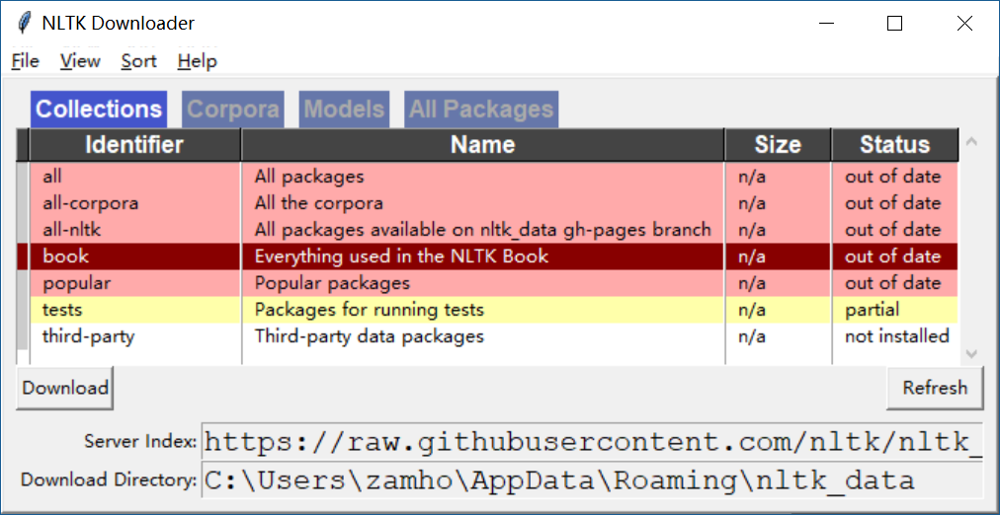 NLTK Downloader
File View Sort Help
Collections Corpora Models All Packages
Identifier Name Size Status
all All packages n/a out of date
all-corpora All the corpora n/a out of date
all-nltk All packages available on nltk_data gh-pages branch n/a out of date
book Everything used in the NLTK Book n/a out of date
popular Popular packages n/a out of date
tests Packages for running tests n/a partial
third-party Third-party data packages n/a not installed
Download Refresh
Server Index: https://raw.githubusercontent.com/nltk/nltk_
Download Directory: C:\Users\zamho\AppData\Roaming\nltk_data